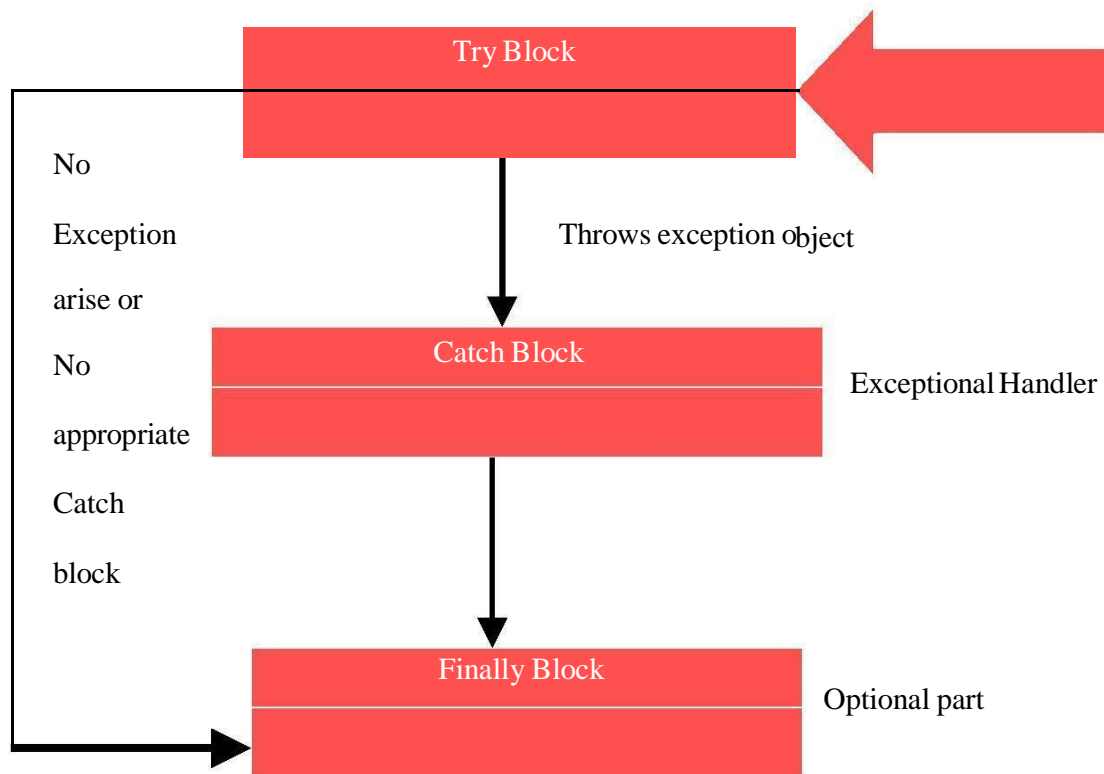 Try Block
No
Exception
arise or
No
appropriate
Catch
block
Throws exception object
Catch Block
Exceptional Handler
Finally Block
Optional part